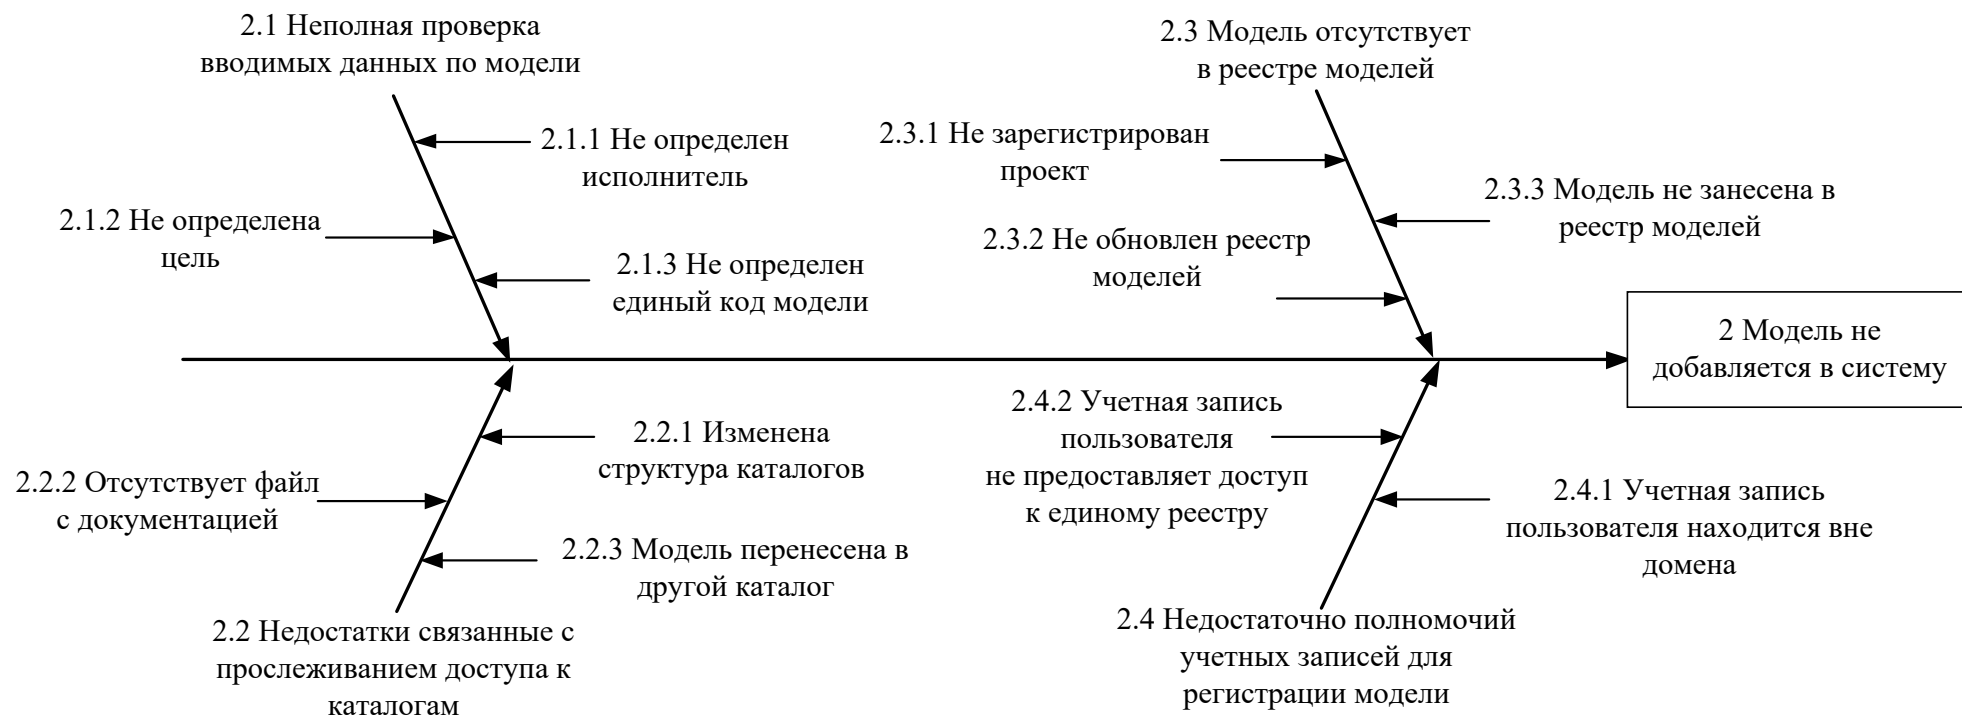 2.1 Неполная проверка
вводимых данных по модели
2.3 Модель отсутствует
в реестре моделей
2.1.1 Не определен
исполнитель
2.3.1 Не зарегистрирован
проект
2.3.3 Модель не занесена в
реестр моделей
2.1.2 Не определена
цель
2.3.2 Не обновлен реестр
моделей
2.1.3 Не определен
единый код модели
2 Модель не
добавляется в систему
2.4.2 Учетная запись
пользователя
не предоставляет доступ
к единому реестру
2.2.1 Изменена
структура каталогов
2.2.2 Отсутствует файл
с документацией
2.4.1 Учетная запись
пользователя находится вне
домена
2.2.3 Модель перенесена в
другой каталог
2.2 Недостатки связанные с
прослеживанием доступа к
каталогам
2.4 Недостаточно полномочий
учетных записей для
регистрации модели